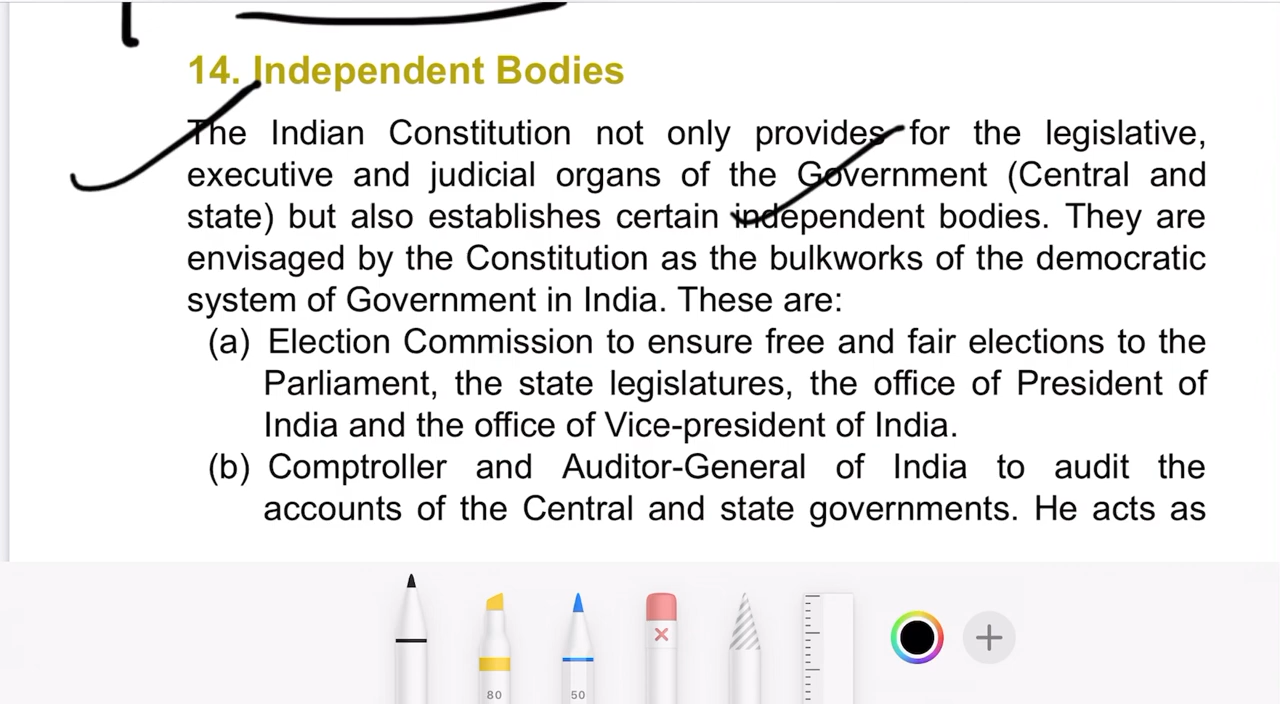 14. Independent Bodies
The Indian Constitution not only provides for the legislative,
executive and judicial organs of the Government (Central and
state) but also establishes certain independent bodies. They are
envisaged by the Constitution as the bulkworks of the democratic
system of Government in India. These are:
(a) Election Commission to ensure free and fair elections to the
Parliament, the state legislatures, the office of President of
India and the office of Vice-president of India.
(b) Comptroller and Auditor-General of India to audit the
accounts of the Central and state governments. He acts as
80 50